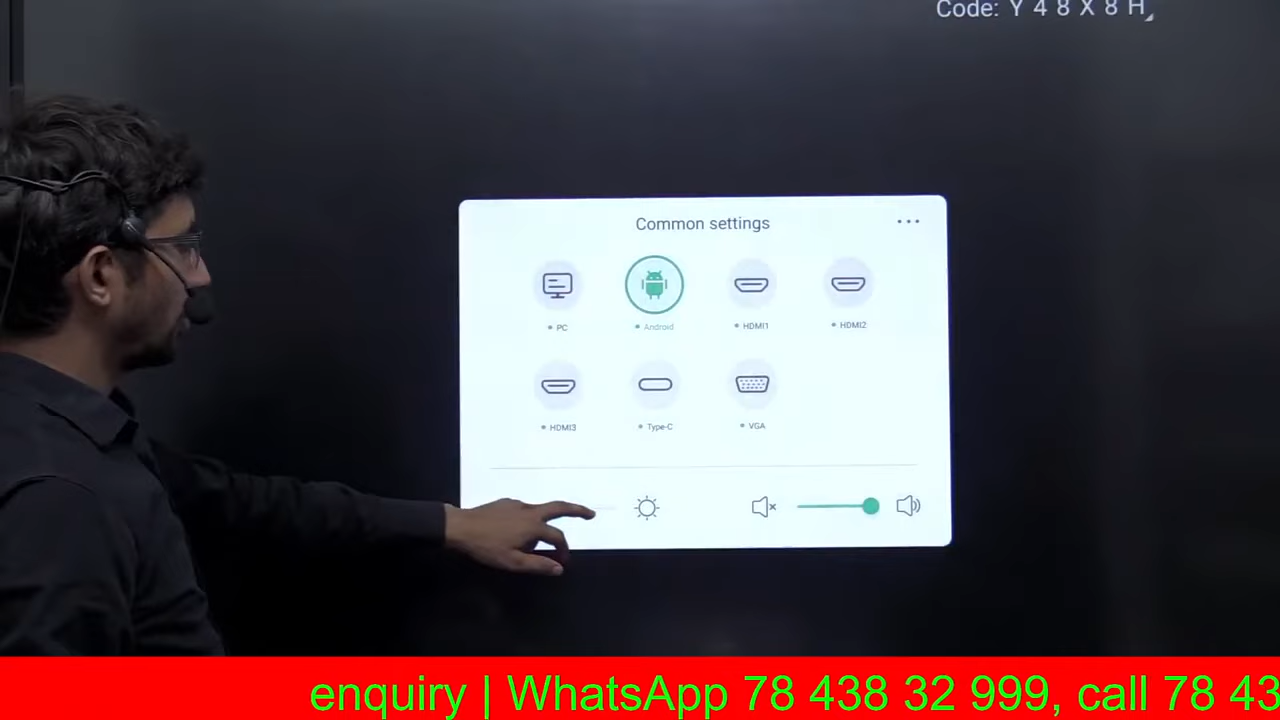 Code: Y 4 8 X 8 H
Common settings
PC
Android
HDMI1
HDMI2
HDMI3
Type-C
VGA
enquiry | WhatsApp 78 438 32 999, call 78 43